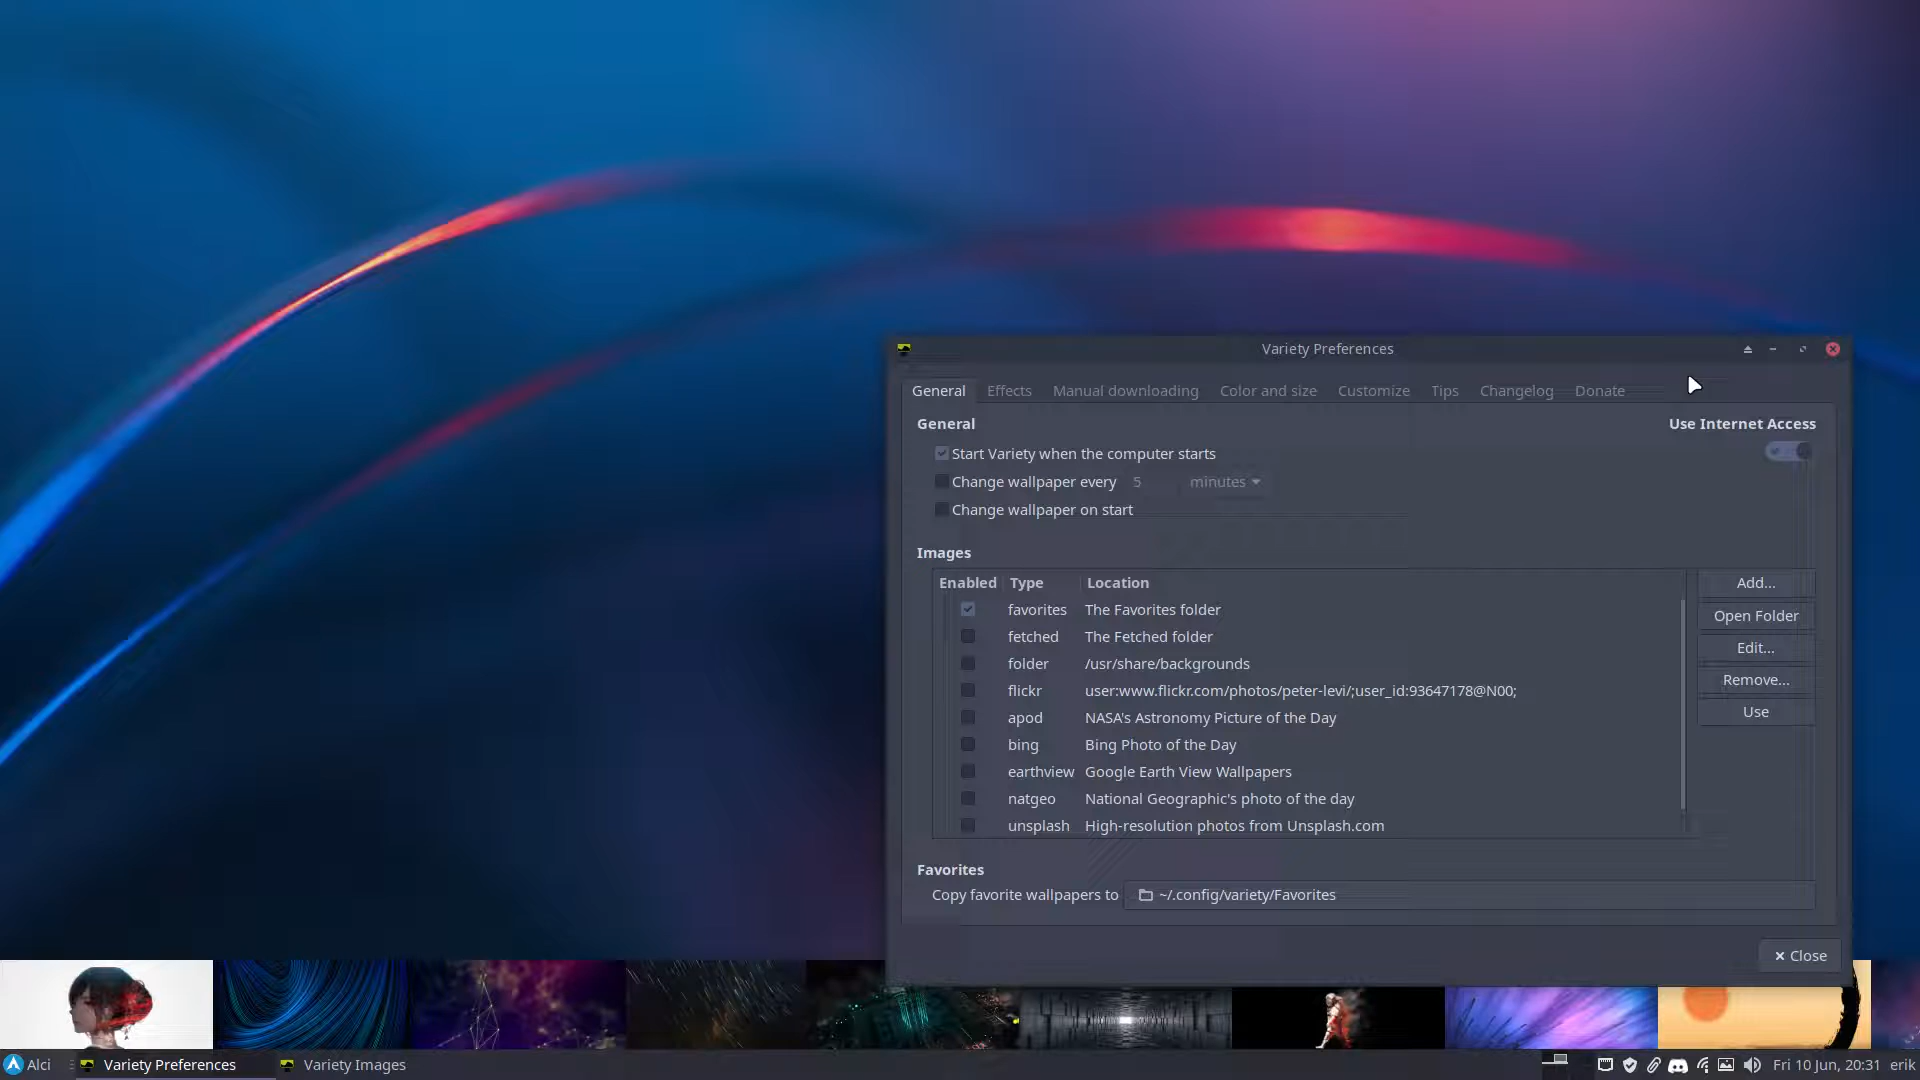 Variety Preferences
General Effects Manual downloading Color and size Customize Tips Changelog Donate
General Use Internet Access
Start Variety when the computer starts
Change wallpaper every 5 minutes
Change wallpaper on start
Images
Enabled Type Location
Add...
favorites The Favorites folder
Open Folder
fetched The Fetched folder
Edit...
folder /usr/share/backgrounds
Remove...
flickr user:www.flickr.com/photos/peter-levi/;user_id:93647178@N00;
Use
apod NASA's Astronomy Picture of the Day
bing Bing Photo of the Day
earthview Google Earth View Wallpapers
natgeo National Geographic's photo of the day
unsplash High-resolution photos from Unsplash.com
Favorites
Copy favorite wallpapers to ~/.config/variety/Favorites
Close
Alci Variety Preferences Variety Images Fri 10 Jun, 20:31 erik